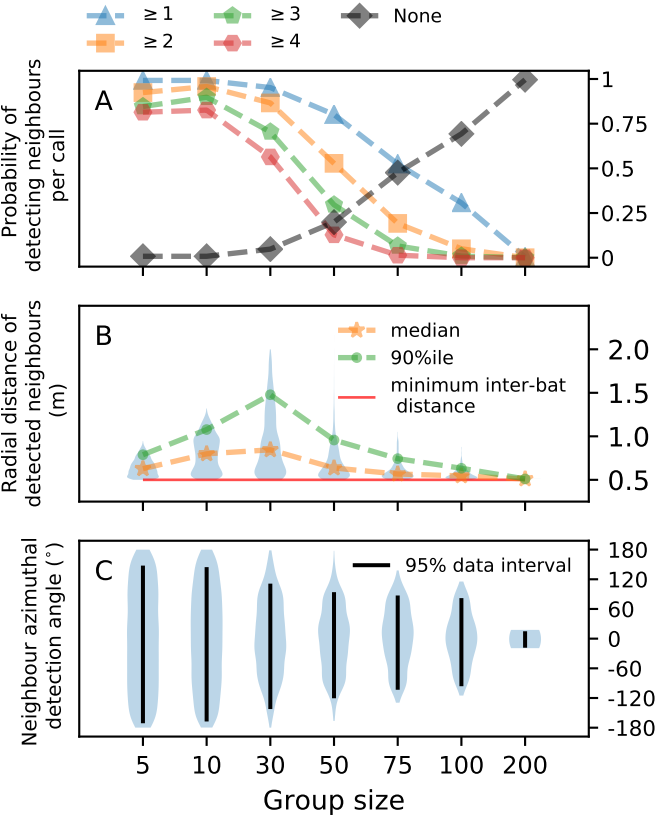 ≥ 1 ≥ 3 None
≥ 2 ≥ 4
Probability of
detecting neighbours
per call
A
1
0.75
0.5
0.25
0
Radial distance of
detected neighbours
(m)
B
median
90%ile
minimum inter-bat
distance
2.0
1.5
1.0
0.5
Neighbour azimuthal
detection angle (°)
C
95% data interval
180
120
60
0
-60
-120
-180
5 10 30 50 75 100 200
Group size